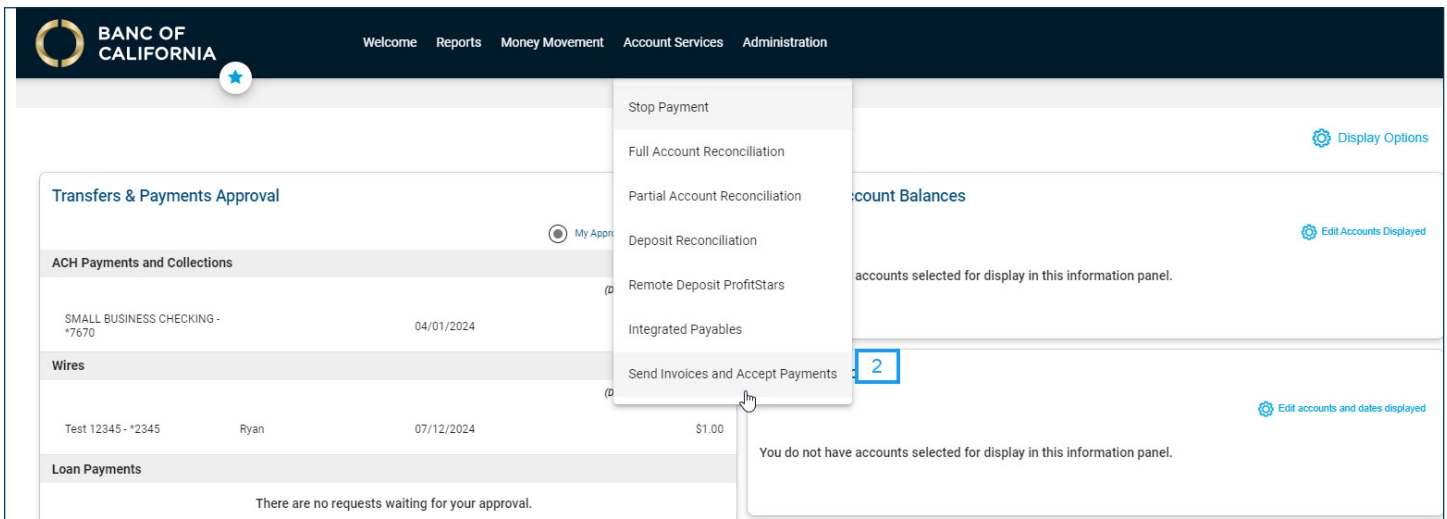 BANC OF
CALIFORNIA
Welcome Reports Money Movement Account Services Administration
Stop Payment
Full Account Reconciliation
Partial Account Reconciliation
Deposit Reconciliation
Remote Deposit ProfitStars
Integrated Payables
Send Invoices and Accept Payments
2
Display Options
Transfers & Payments Approval
My
ACH Payments and Collections
SMALL BUSINESS CHECKING -
*7670
04/01/2024
Wires
Test 12345 - *2345 Ryan 07/12/2024 $1.00
Loan Payments
There are no requests waiting for your approval.
Balances
Edit Accounts Displayed
accounts selected for display in this information panel.
Edit accounts and dates displayed
You do not have accounts selected for display in this information panel.